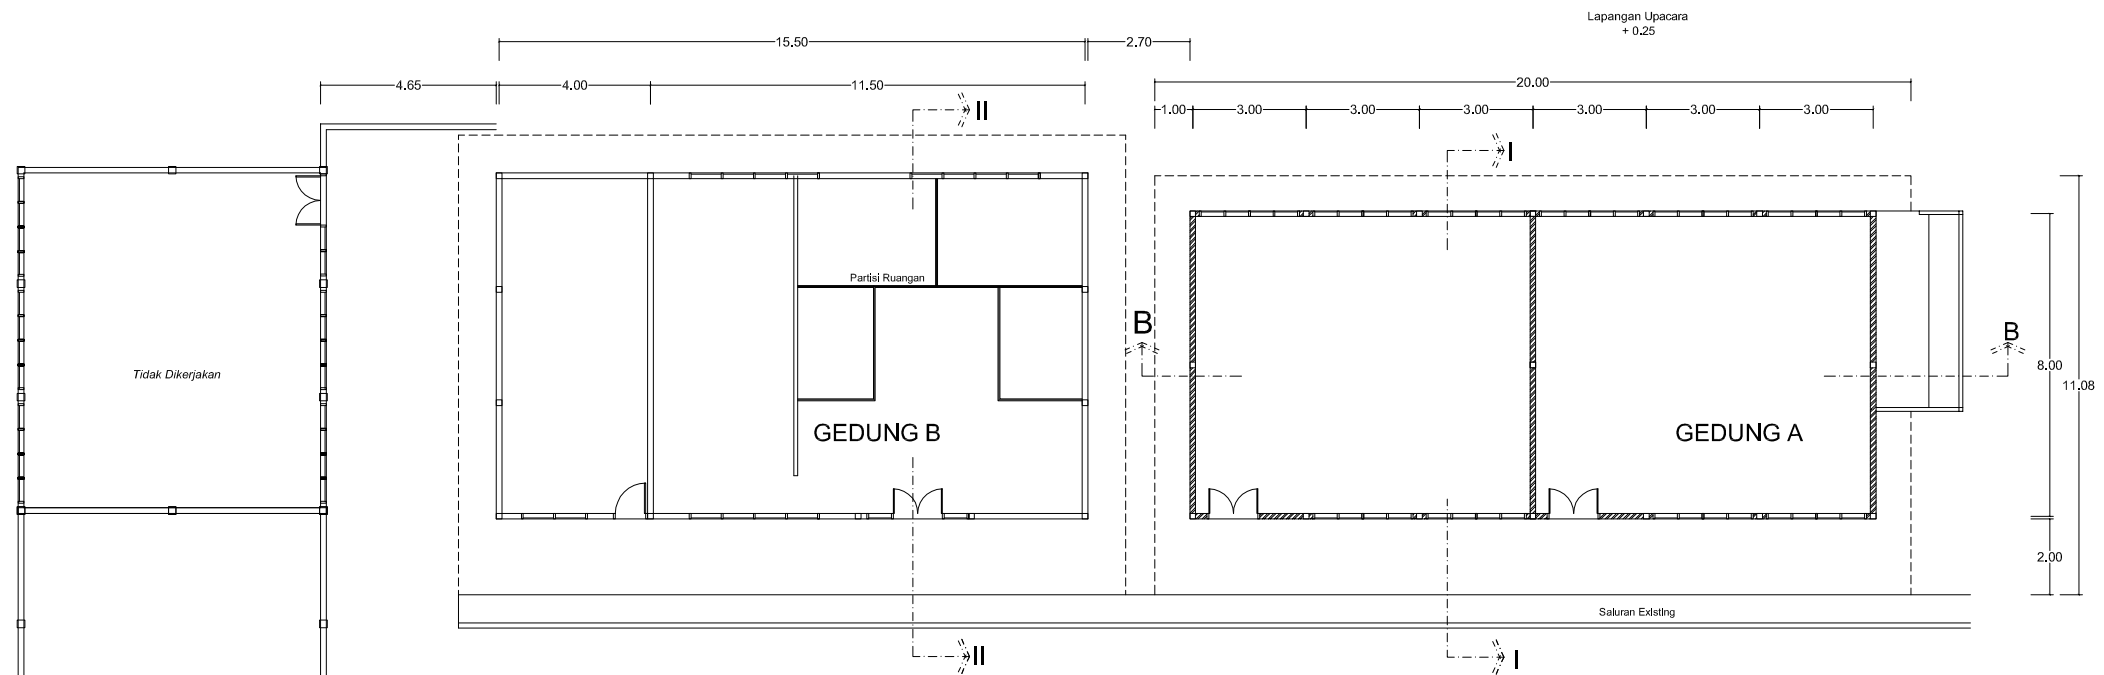 Lapangan Upacara
+ 0.25
15.50
2.70
4.65
4.00
11.50
20.00
1.00
3.00
3.00
3.00
3.00
3.00
3.00
II
I
Partisi Ruangan
B
B
Tidak Dikerjakan
8.00
11.08
GEDUNG B
GEDUNG A
2.00
Saluran Existing
II
I